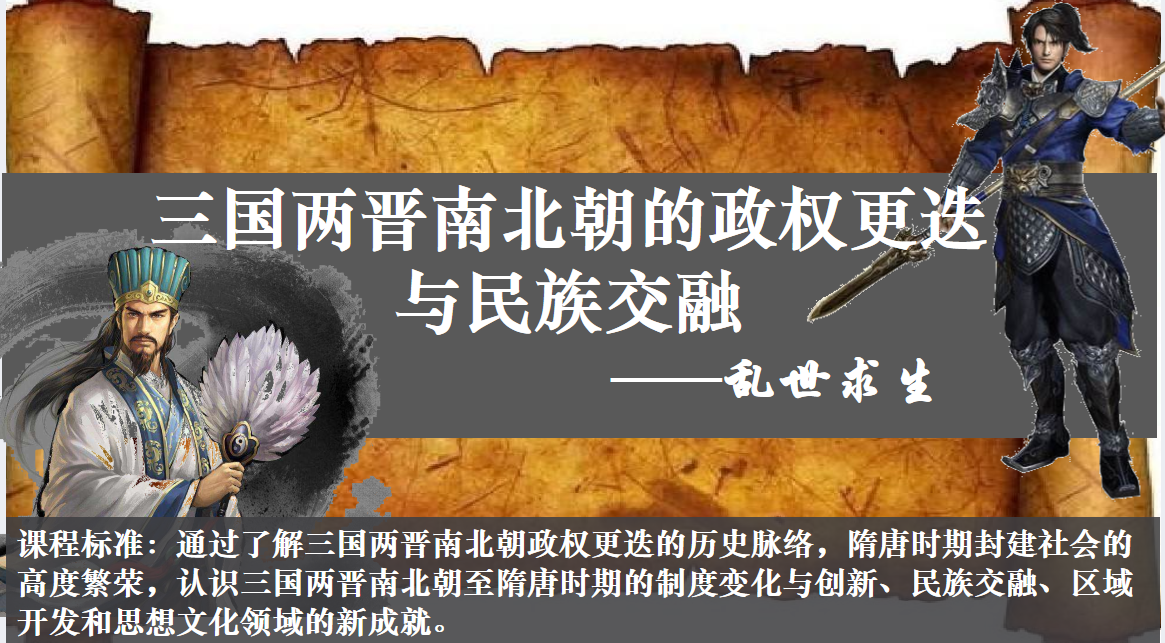 三国两晋南北朝的政权更迭
与民族交融
——乱世求生
课程标准：通过了解三国两晋南北朝政权更迭的历史脉络，隋唐时期封建社会的
高度繁荣，认识三国两晋南北朝至隋唐时期的制度变化与创新、民族交融、区域
开发和思想文化领域的新成就。